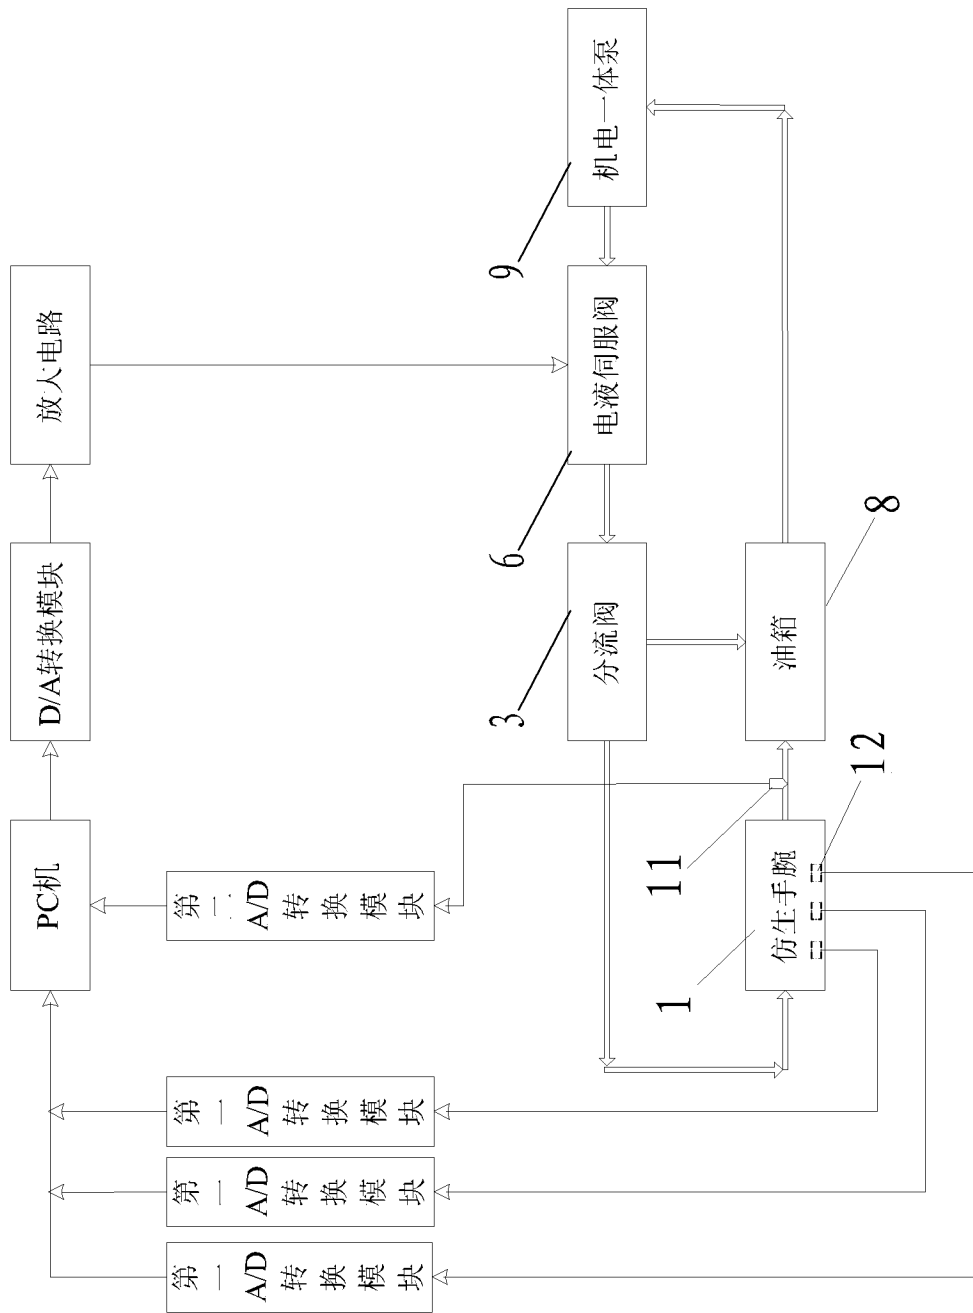 PC机
D/A转换模块
放大电路
第一A/D转换模块
第一A/D转换模块
第一A/D转换模块
第二A/D转换模块
3
6
9
分流阀
电液伺服阀
机电一体泵
1
11
仿生手腕
油箱
12
8